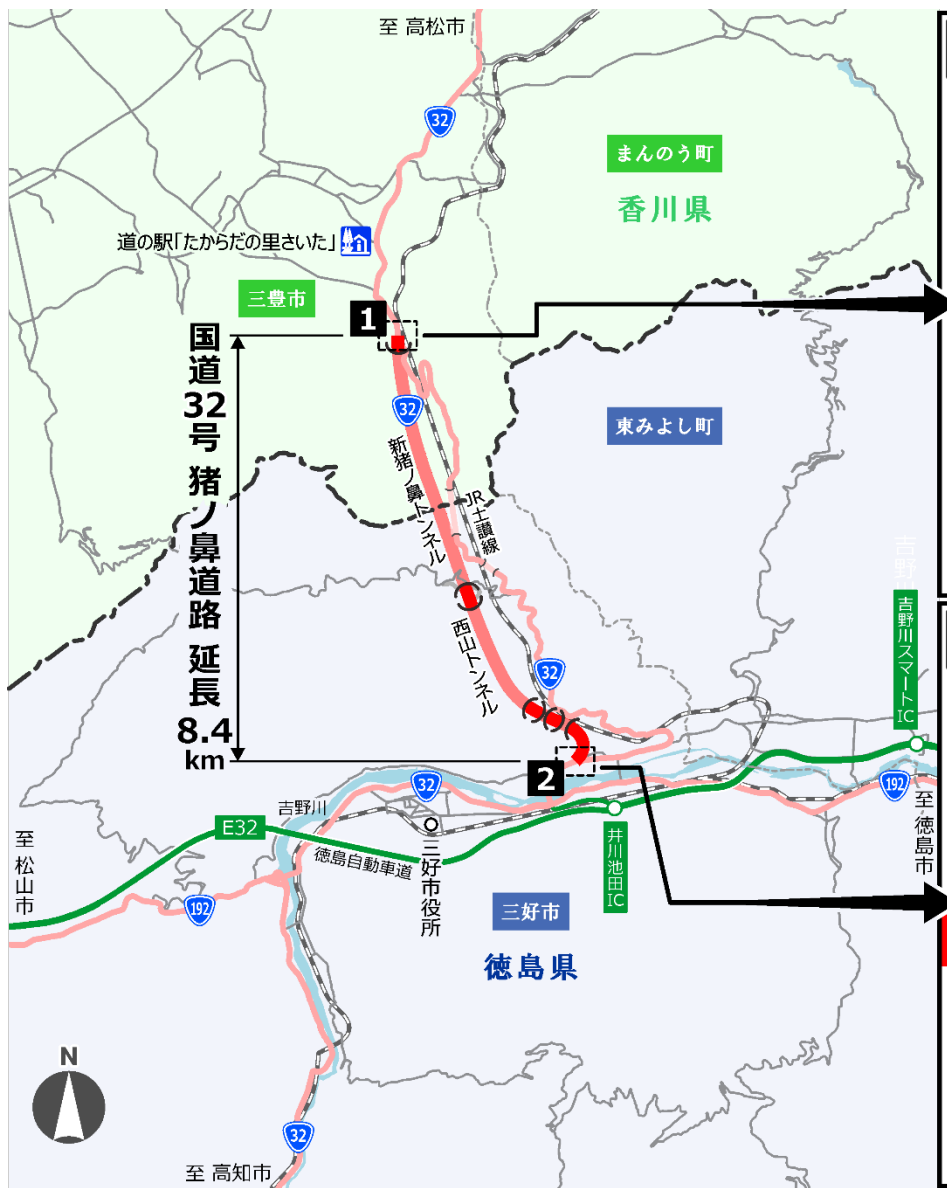 至 高松市
32
まんのう町
香川県
道の駅「たからだの里さいた」
三豊市
1
国道32号 猪ノ鼻道路 延長8.4km
32
東みよし町
新猪ノ鼻トンネル
JR土讃線
吉野川スマートIC
西山トンネル
32
2
32
192
吉野川
E32
徳島自動車道
至 松山市
192
三好市役所
井川池田IC
至 徳島市
三好市
徳島県
N
32
至 高知市